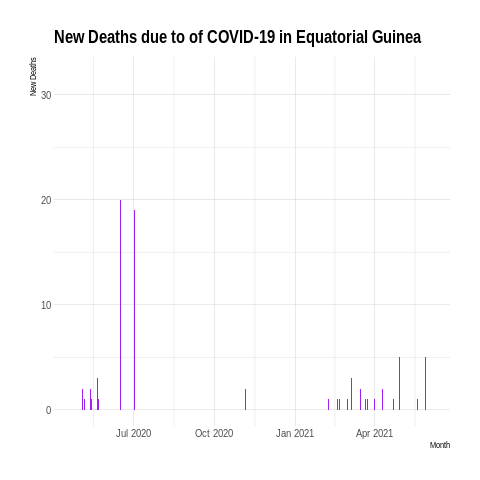 New Deaths due to of COVID-19 in Equatorial Guinea
New Deaths
30
20
10
0
Jul 2020 Oct 2020 Jan 2021 Apr 2021
Month